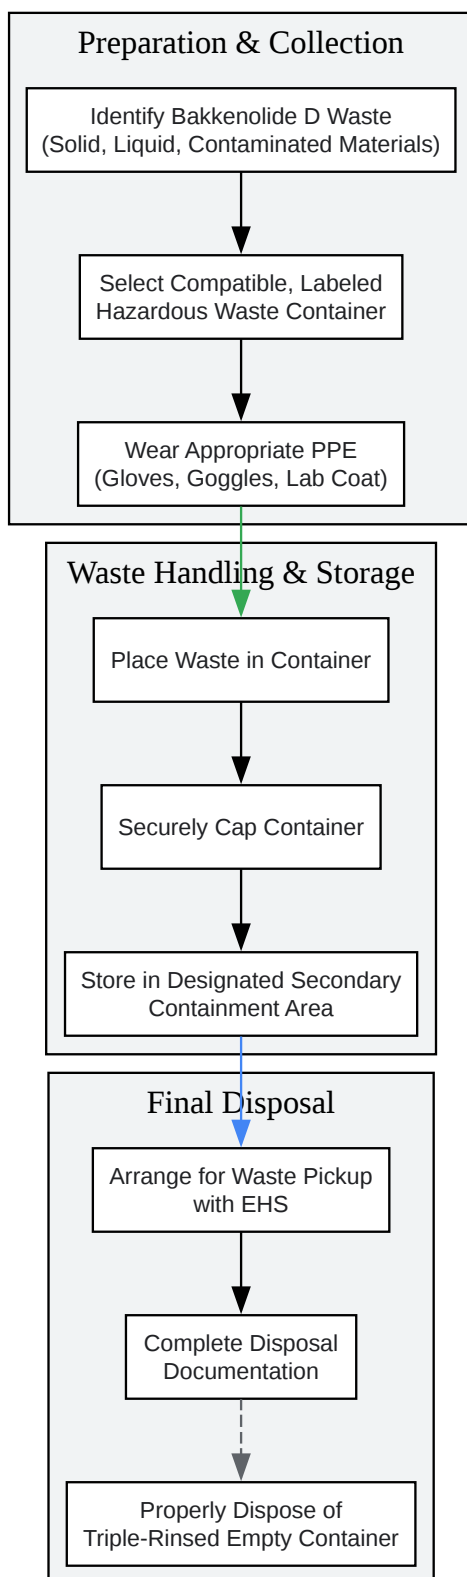 Preparation & Collection
Identify Bakkenolide D Waste
(Solid, Liquid, Contaminated Materials)
Select Compatible, Labeled
Hazardous Waste Container
Wear Appropriate PPE
(Gloves, Goggles, Lab Coat)
Waste Handling & Storage
Place Waste in Container
Securely Cap Container
Store in Designated Secondary
Containment Area
Final Disposal
Arrange for Waste Pickup
with EHS
Complete Disposal
Documentation
Properly Dispose of
Triple-Rinsed Empty Container